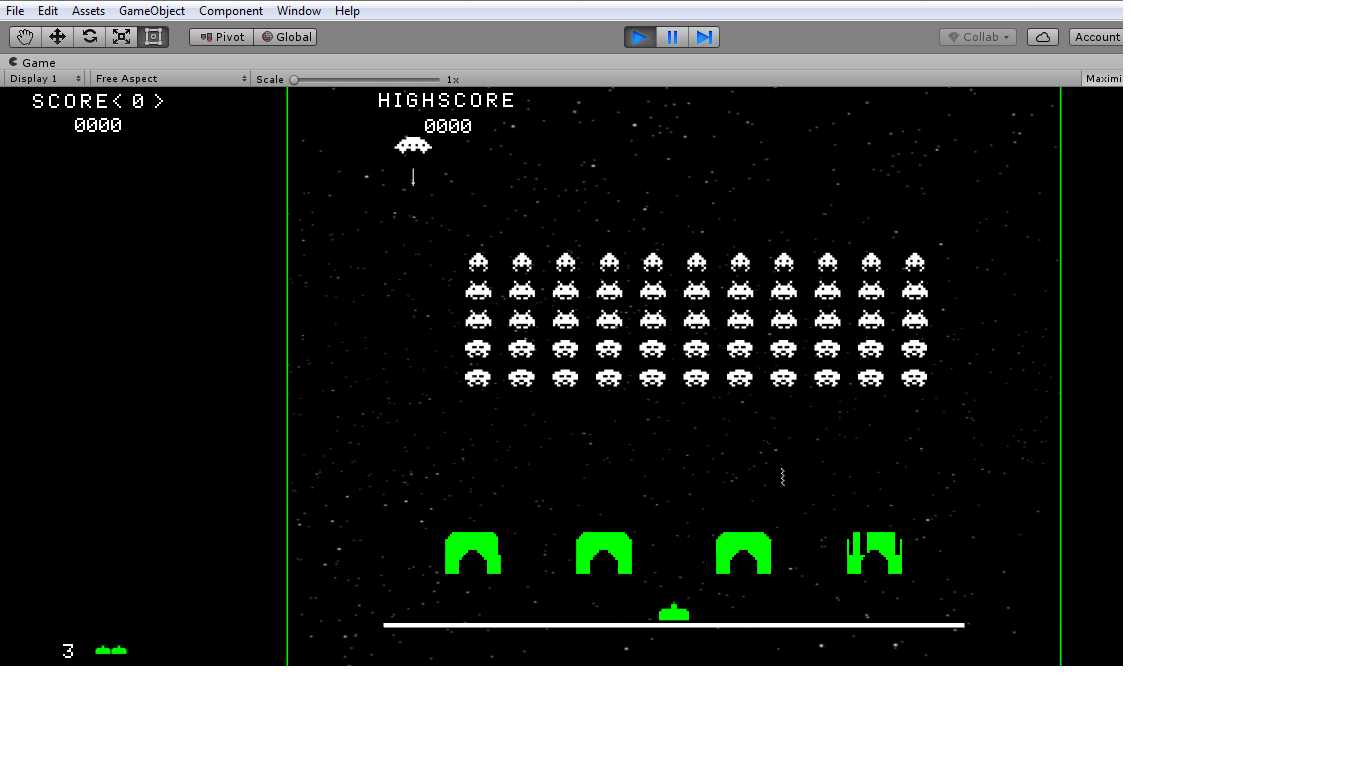 File Edit Assets GameObject Component Window Help
Pivot Global Collab Account
Game
Display 1 Free Aspect Scale 1x Maximi
SCORE< 0 > HIGHSCORE
0000 0000
3